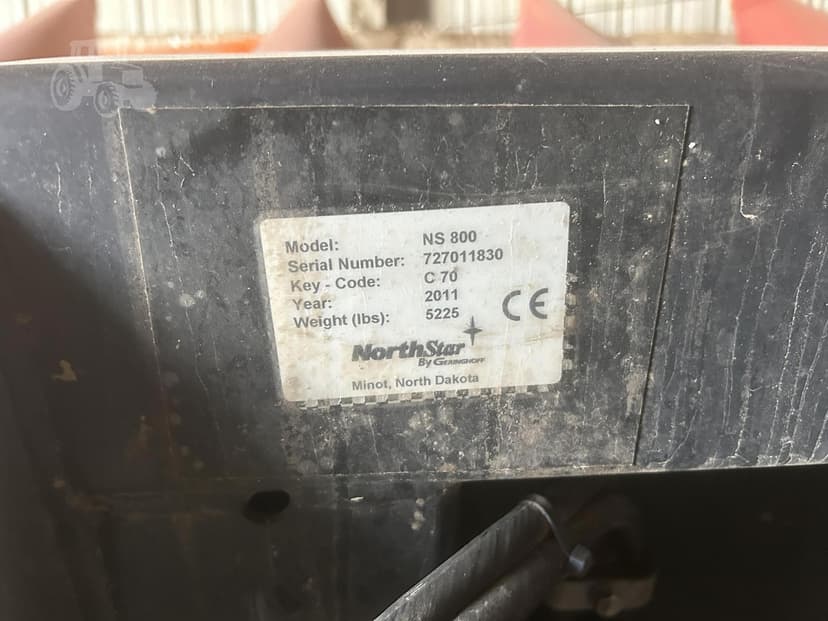 Model: NS 800
Serial Number: 727011830
Key - Code: C 70
Year: 2011
Weight (lbs): 5225
CE
NorthStar
By GERINGHOFF
Minot, North Dakota